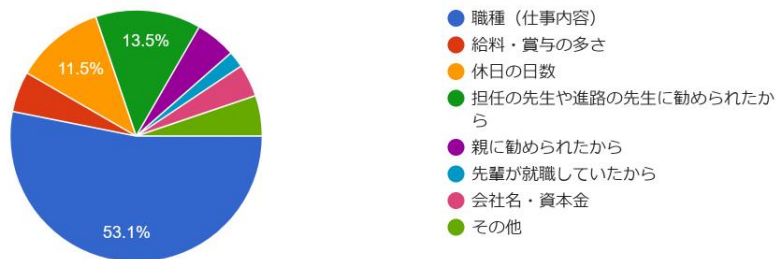 13.5%
11.5%
53.1%
職種（仕事内容）
給料・賞与の多さ
休日の日数
担任の先生や進路の先生に勧められたか
ら
親に勧められたから
先輩が就職していたから
会社名・資本金
その他